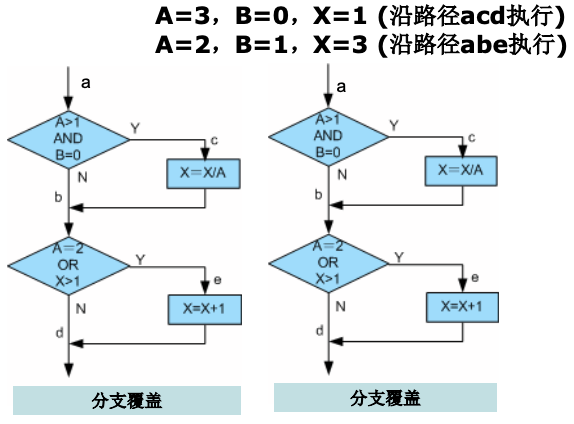 A=3，B=0，X=1 (沿路径acd执行)
A=2，B=1，X=3 (沿路径abe执行)
a
A>1
AND
B=0
Y
c
X=X/A
N
b
A=2
OR
X>1
Y
e
X=X+1
N
d
分支覆盖
a
A>1
AND
B=0
Y
c
X=X/A
N
b
A=2
OR
X>1
Y
e
X=X+1
N
d
分支覆盖